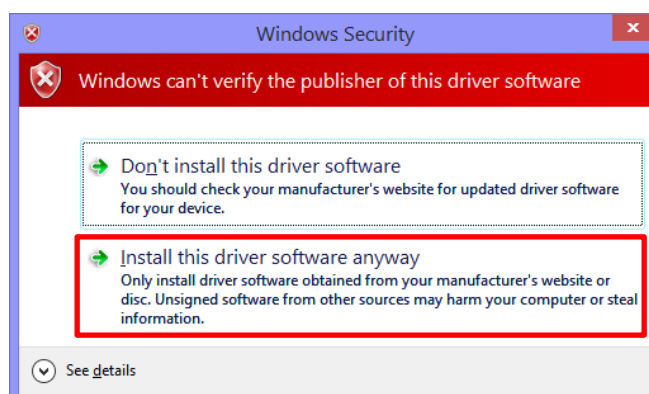 Windows Security
Windows can't verify the publisher of this driver software
Don't install this driver software
You should check your manufacturer's website for updated driver software
for your device.
Install this driver software anyway
Only install driver software obtained from your manufacturer's website or
disc. Unsigned software from other sources may harm your computer or steal
information.
See details